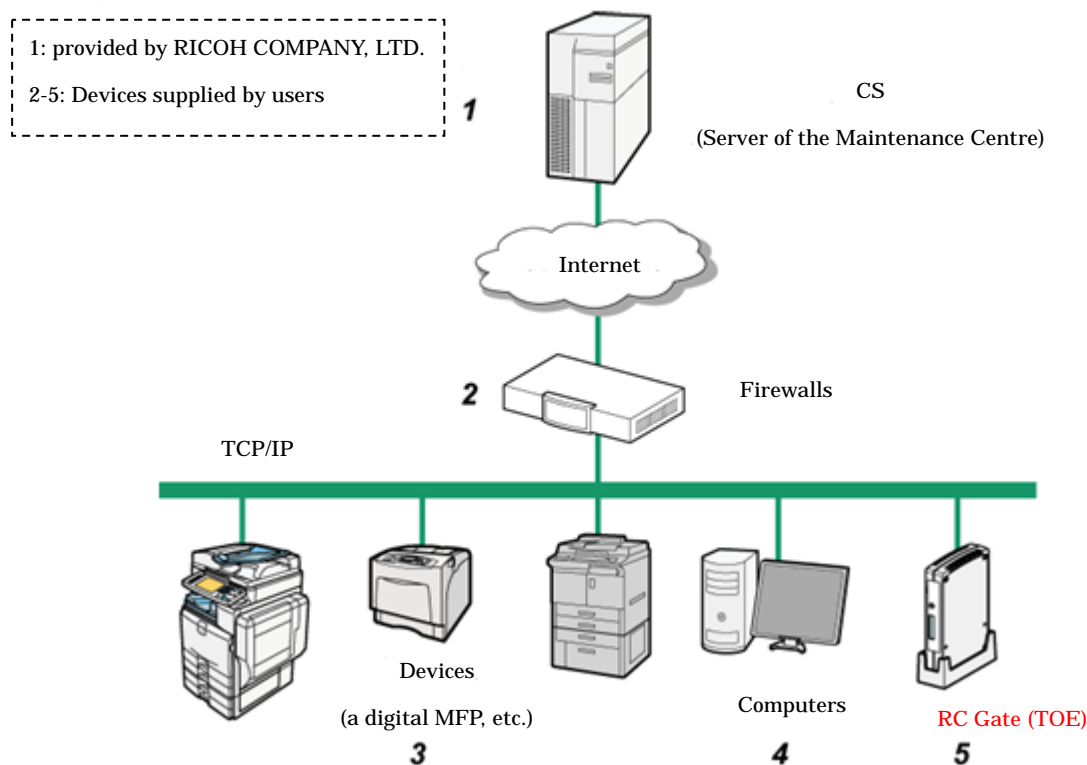 1: provided by RICOH COMPANY, LTD.
2-5: Devices supplied by users
1
CS
(Server of the Maintenance Centre)
Internet
2
Firewalls
TCP/IP
Devices
(a digital MFP, etc.)
3
Computers
4
RC Gate (TOE)
5